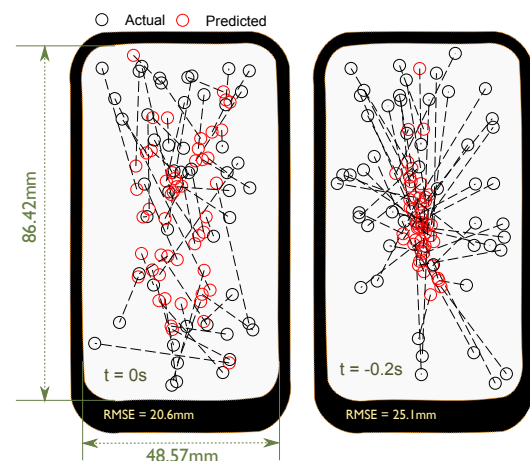 Actual Predicted
86.42mm
t = 0s
t = -0.2s
RMSE = 20.6mm
RMSE = 25.1mm
48.57mm